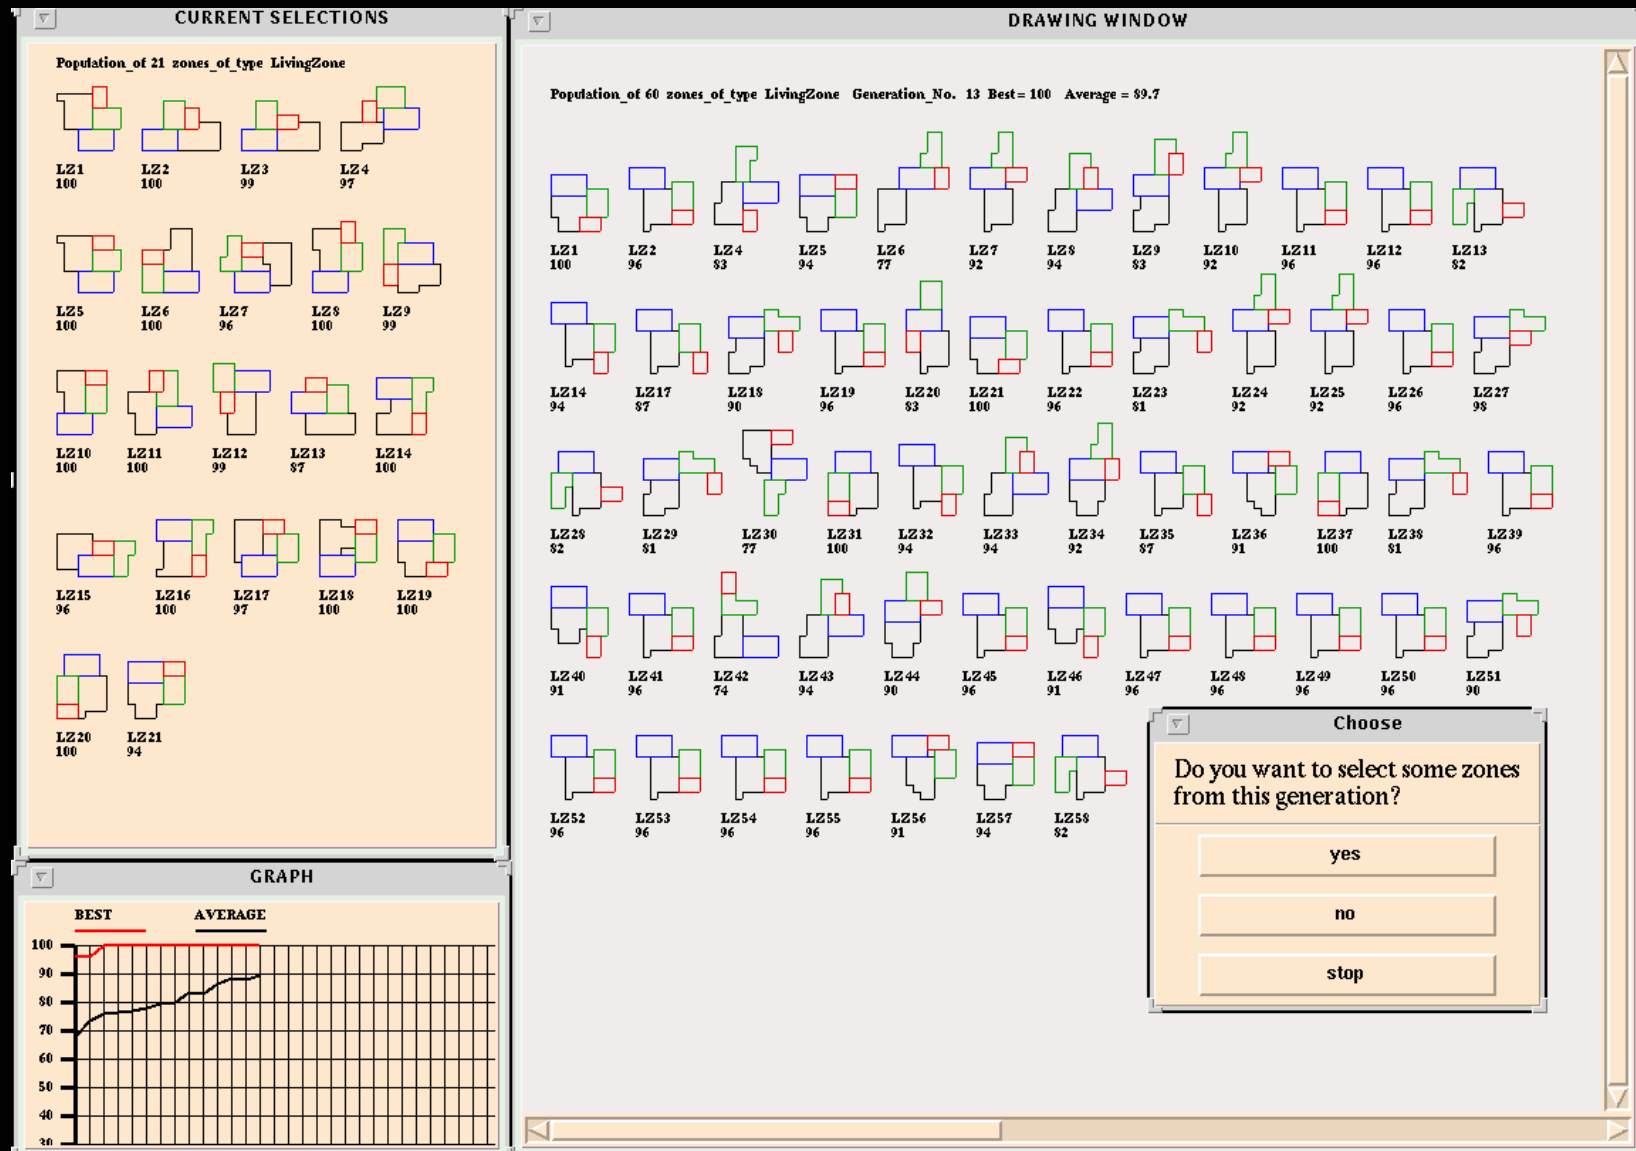 CURRENT SELECTIONS
Population_of 21 zones_of_type LivingZone
LZ1 LZ2 LZ3 LZ4
100 100 99 97
LZ5 LZ6 LZ7 LZ8 LZ9
100 100 96 100 99
LZ10 LZ11 LZ12 LZ13 LZ14
100 100 99 87 100
LZ15 LZ16 LZ17 LZ18 LZ19
96 100 97 100 100
LZ20 LZ21
100 94
GRAPH
BEST AVERAGE
100
90
80
70
60
50
40
30
DRAWING WINDOW
Population_of 60 zones_of_type LivingZone Generation_No. 13 Best= 100 Average = 89.7
LZ1 LZ2 LZ4 LZ5 LZ6 LZ7 LZ8 LZ9 LZ10 LZ11 LZ12 LZ13
100 96 83 94 77 92 94 83 92 96 96 82
LZ14 LZ17 LZ18 LZ19 LZ20 LZ21 LZ22 LZ23 LZ24 LZ25 LZ26 LZ27
94 87 90 96 83 100 96 81 92 92 96 98
LZ28 LZ29 LZ30 LZ31 LZ32 LZ33 LZ34 LZ35 LZ36 LZ37 LZ38 LZ39
82 81 77 100 94 94 92 87 91 100 81 96
LZ40 LZ41 LZ42 LZ43 LZ44 LZ45 LZ46 LZ47 LZ48 LZ49 LZ50 LZ51
91 96 74 94 90 96 91 96 96 96 96 90
LZ52 LZ53 LZ54 LZ55 LZ56 LZ57 LZ58
96 96 96 96 91 94 82
Choose
Do you want to select some zones
from this generation?
yes
no
stop